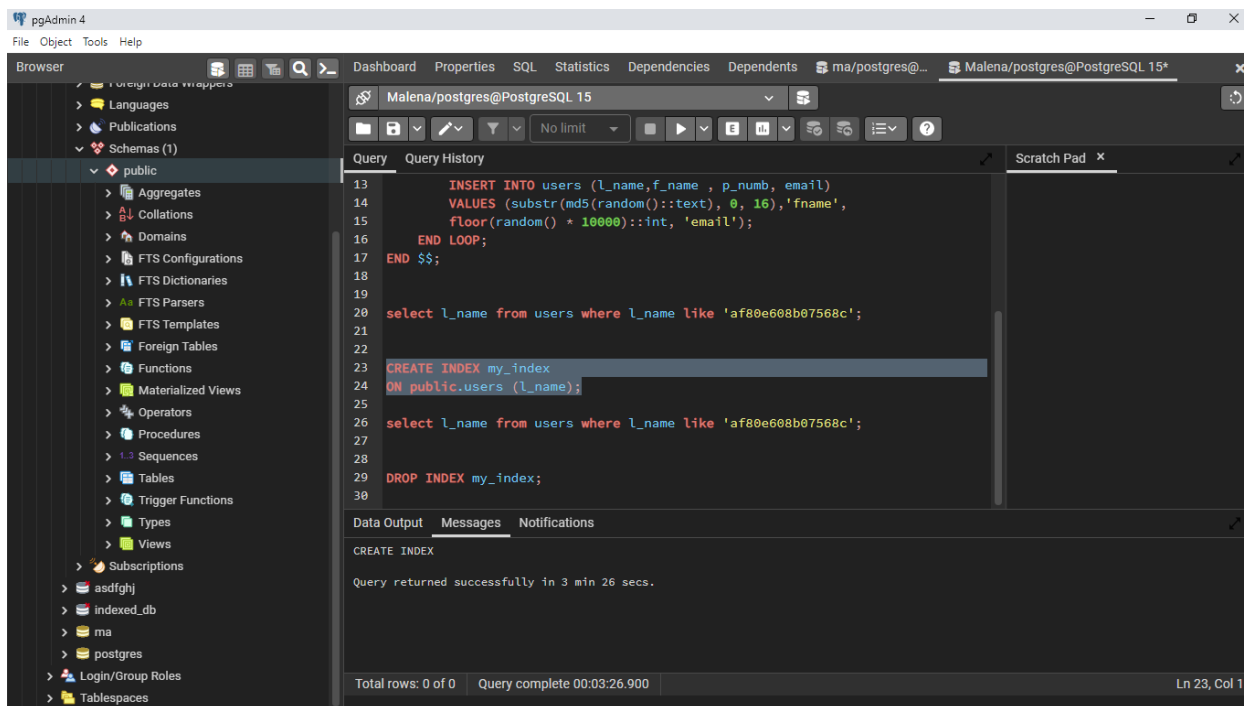 pgAdmin 4
File Object Tools Help
Browser
Dashboard Properties SQL Statistics Dependencies Dependents ma/postgres@... Malena/postgres@PostgreSQL 15*
Foreign Data Wrappers
Languages
Publications
Schemas (1)
public
Aggregates
Collations
Domains
FTS Configurations
FTS Dictionaries
Aa FTS Parsers
FTS Templates
Foreign Tables
Functions
Materialized Views
Operators
Procedures
1..3 Sequences
Tables
Trigger Functions
Types
Views
Subscriptions
asdfghj
indexed_db
ma
postgres
Login/Group Roles
Tablespaces
Malena/postgres@PostgreSQL 15
No limit
Query Query History
Scratch Pad
13 INSERT INTO users (l_name,f_name , p_numb, email)
14 VALUES (substr(md5(random()::text), 0, 16),'fname',
15 floor(random() * 10000)::int, 'email');
16 END LOOP;
17 END $$;
18
19
20 select l_name from users where l_name like 'af80e608b07568c';
21
22
23 CREATE INDEX my_index
24 ON public.users (l_name);
25
26 select l_name from users where l_name like 'af80e608b07568c';
27
28
29 DROP INDEX my_index;
30
Data Output Messages Notifications
CREATE INDEX
Query returned successfully in 3 min 26 secs.
Total rows: 0 of 0 Query complete 00:03:26.900 Ln 23, Col 1